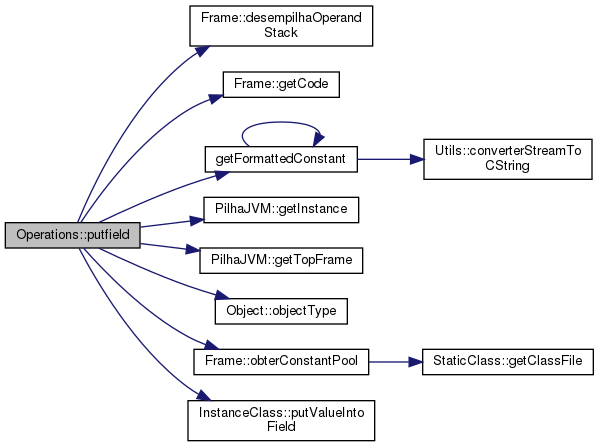 Frame::desempilhaOperand
Stack
Frame::getCode
getFormattedConstant
Utils::converterStreamTo
CString
PilhaJVM::getInstance
Operations::putfield
PilhaJVM::getTopFrame
Object::objectType
Frame::obterConstantPool
StaticClass::getClassFile
InstanceClass::putValueInto
Field